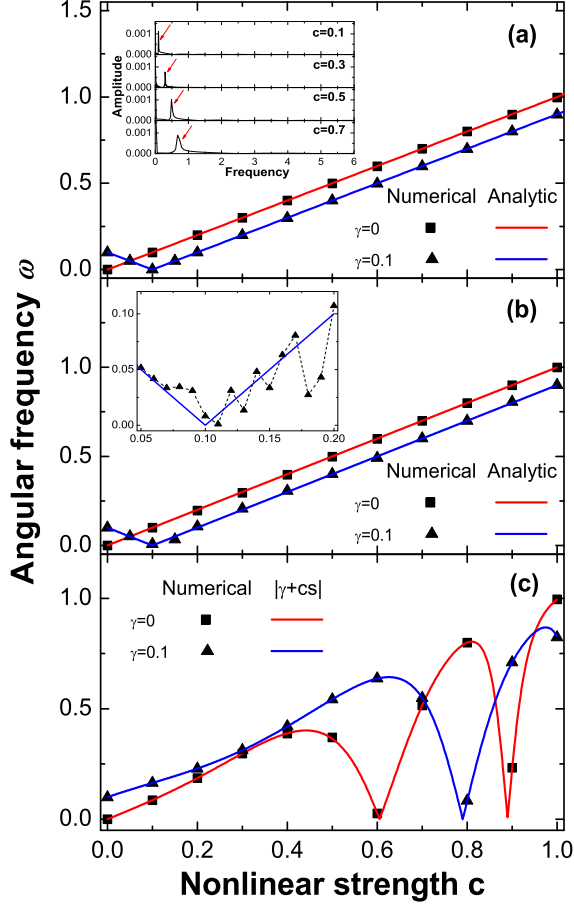 1.5
0.001
c=0.1
(a)
0.000
0.001
c=0.3
0.000
0.001
c=0.5
0.000
0.001
c=0.7
0.000
0 1 2 3 4 5 6
Frequency
Amplitude
1.0
0.5
0.0
Numerical Analytic
γ=0
γ=0.1
(b)
0.10
0.05
0.00
0.05 0.10 0.15 0.20
1.0
0.5
0.0
Numerical Analytic
γ=0
γ=0.1
(c)
Numerical |γ+cs|
γ=0
γ=0.1
1.0
0.5
0.0
0.0 0.2 0.4 0.6 0.8 1.0
Nonlinear strength c
Angular frequency ω